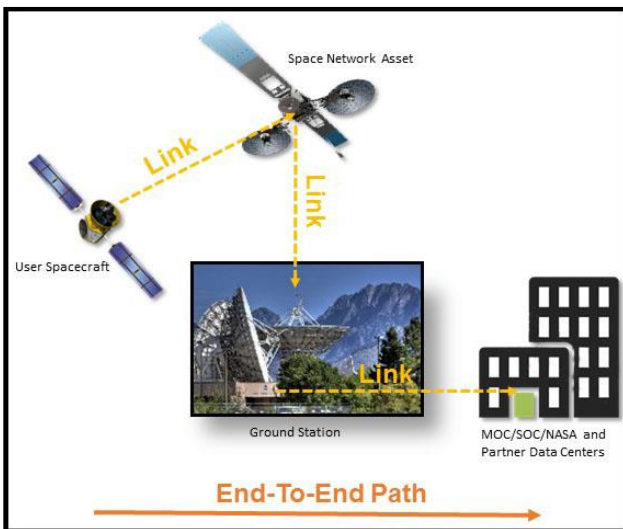 Space Network Asset
Link
Link
User Spacecraft
Link
Ground Station
MOC/SOC/NASA and
Partner Data Centers
End-To-End Path